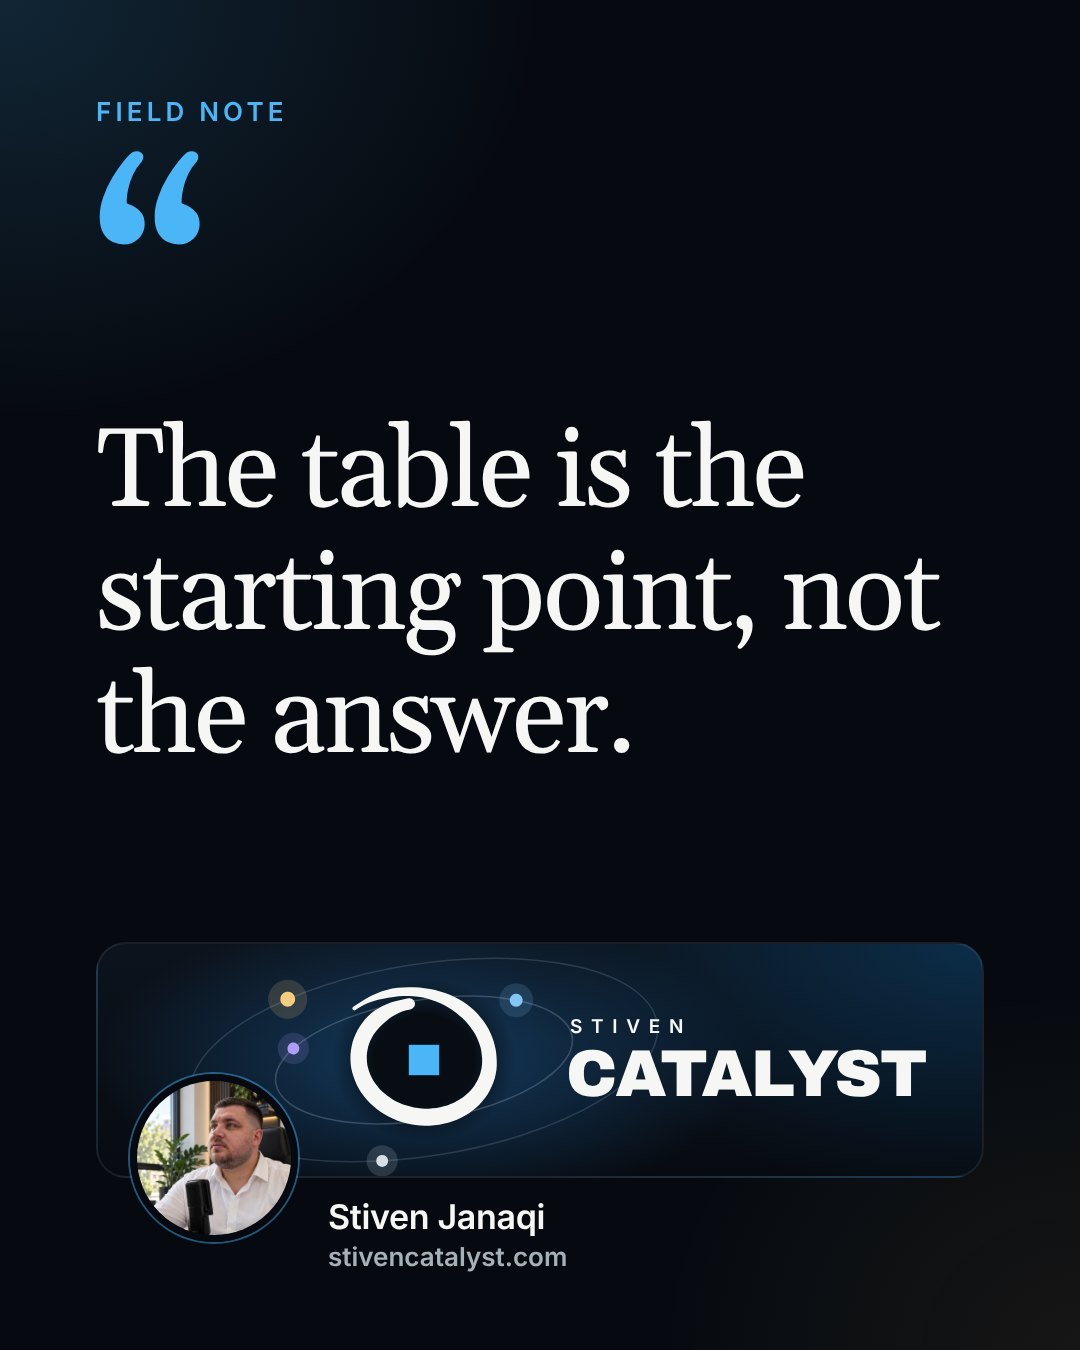 FIELD NOTE
“
The table is the
starting point, not
the answer.
STIVEN
CATALYST
Stiven Janaqi
stivencatalyst.com